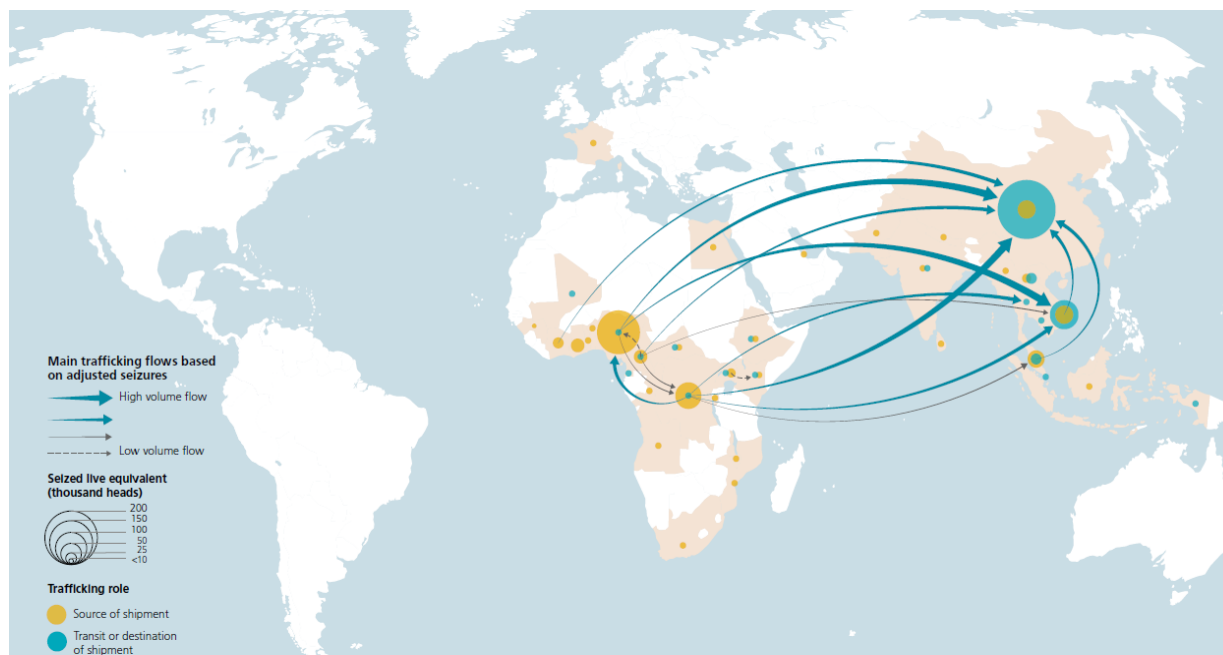 Main trafficking flows based
on adjusted seizures
High volume flow
Low volume flow
Seized live equivalent
(thousand heads)
200
150
100
50
25
<10
Trafficking role
Source of shipment
Transit or destination
of shipment